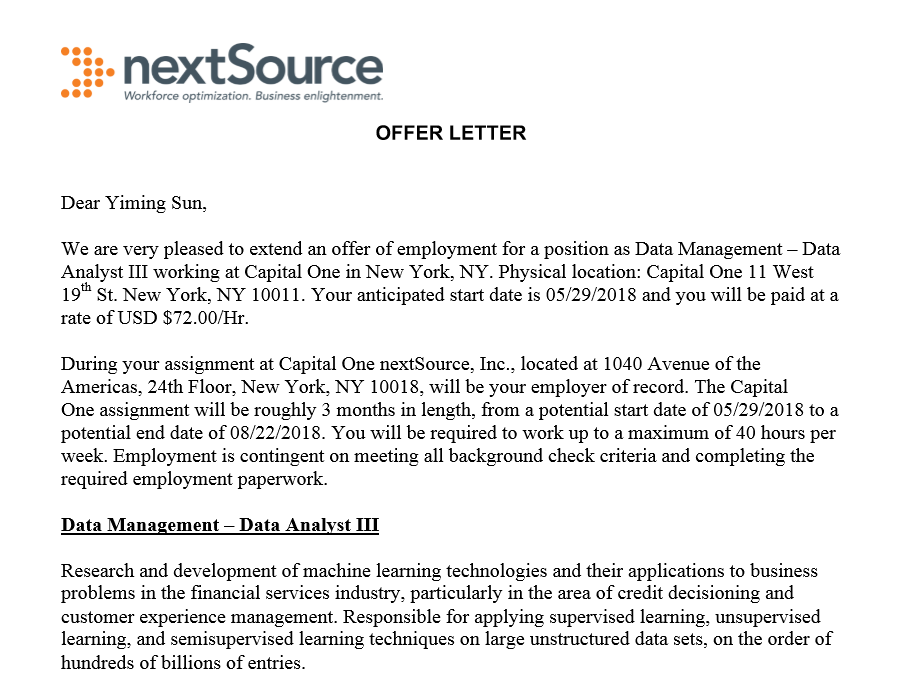 nextSource
Workforce optimization. Business enlightenment.
OFFER LETTER
Dear Yiming Sun,
We are very pleased to extend an offer of employment for a position as Data Management – Data
Analyst III working at Capital One in New York, NY. Physical location: Capital One 11 West
19th St. New York, NY 10011. Your anticipated start date is 05/29/2018 and you will be paid at a
rate of USD $72.00/Hr.
During your assignment at Capital One nextSource, Inc., located at 1040 Avenue of the
Americas, 24th Floor, New York, NY 10018, will be your employer of record. The Capital
One assignment will be roughly 3 months in length, from a potential start date of 05/29/2018 to a
potential end date of 08/22/2018. You will be required to work up to a maximum of 40 hours per
week. Employment is contingent on meeting all background check criteria and completing the
required employment paperwork.
Data Management – Data Analyst III
Research and development of machine learning technologies and their applications to business
problems in the financial services industry, particularly in the area of credit decisioning and
customer experience management. Responsible for applying supervised learning, unsupervised
learning, and semisupervised learning techniques on large unstructured data sets, on the order of
hundreds of billions of entries.